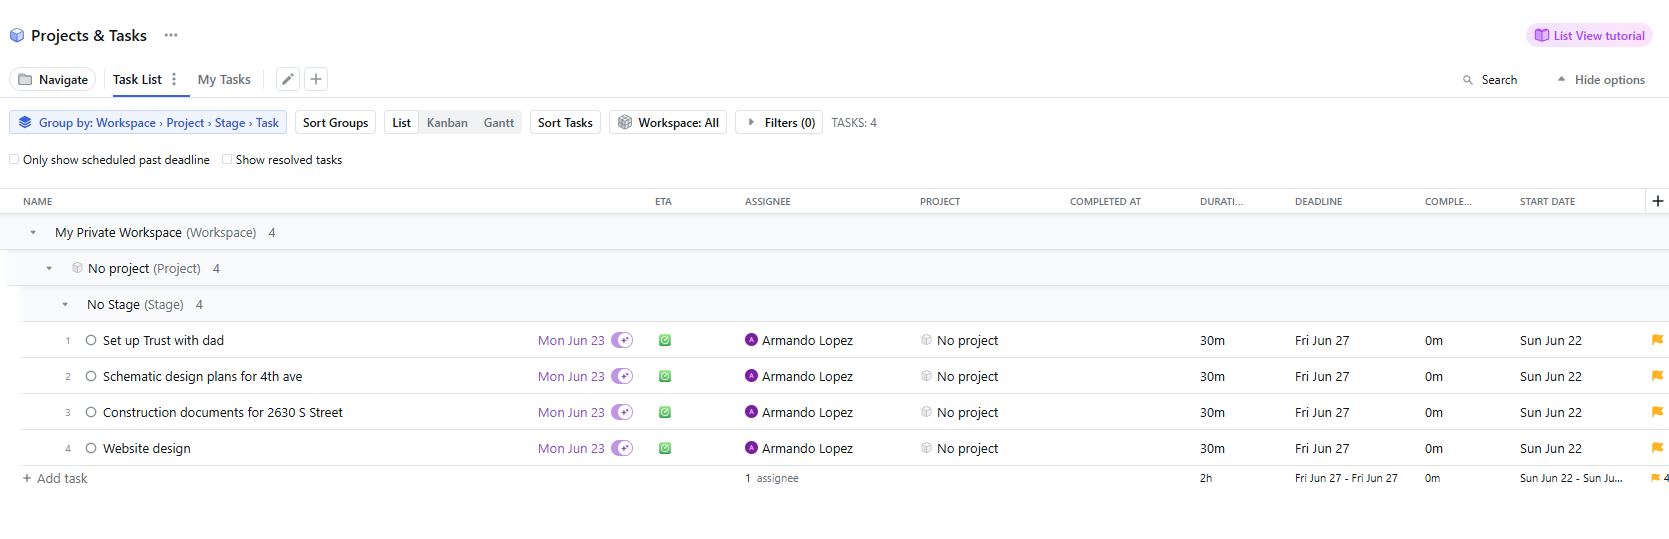 Projects & Tasks ...
List View tutorial
Navigate Task List My Tasks
Search Hide options
Group by: Workspace › Project › Stage › Task Sort Groups List Kanban Gantt Sort Tasks Workspace: All Filters (0) TASKS: 4
Only show scheduled past deadline Show resolved tasks
NAME ETA ASSIGNEE PROJECT COMPLETED AT DURATI... DEADLINE COMPLE... START DATE +
My Private Workspace (Workspace) 4
No project (Project) 4
No Stage (Stage) 4
1 Set up Trust with dad Mon Jun 23 A Armando Lopez No project 30m Fri Jun 27 0m Sun Jun 22
2 Schematic design plans for 4th ave Mon Jun 23 A Armando Lopez No project 30m Fri Jun 27 0m Sun Jun 22
3 Construction documents for 2630 S Street Mon Jun 23 A Armando Lopez No project 30m Fri Jun 27 0m Sun Jun 22
4 Website design Mon Jun 23 A Armando Lopez No project 30m Fri Jun 27 0m Sun Jun 22
+ Add task 1 assignee 2h Fri Jun 27 - Fri Jun 27 0m Sun Jun 22 - Sun Ju... 4